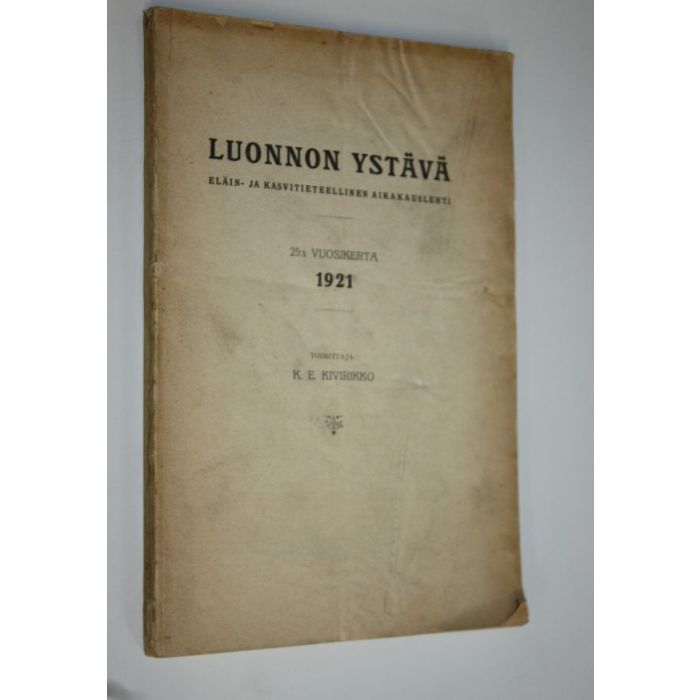 LUONNON YSTÄVÄ
ELÄIN- JA KASVITIETEELLINEN AIKAKAUSLEHTI
25:s VUOSIKERTA
1921
TOIMITTAJA
K. E. KIVIRIKKO